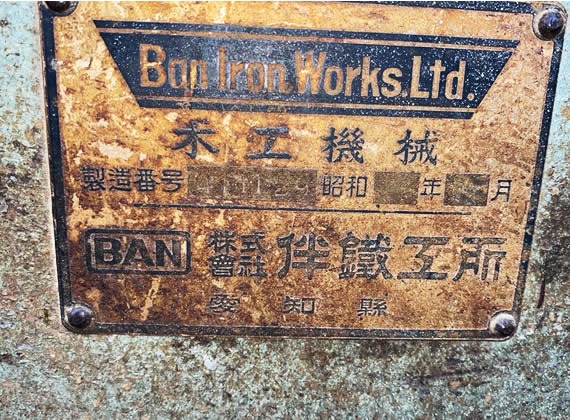 Ban Iron Works, Ltd.
木工機械
製造番号 昭和 年 月
BAN 株式會社 伴鐵工所
愛知縣